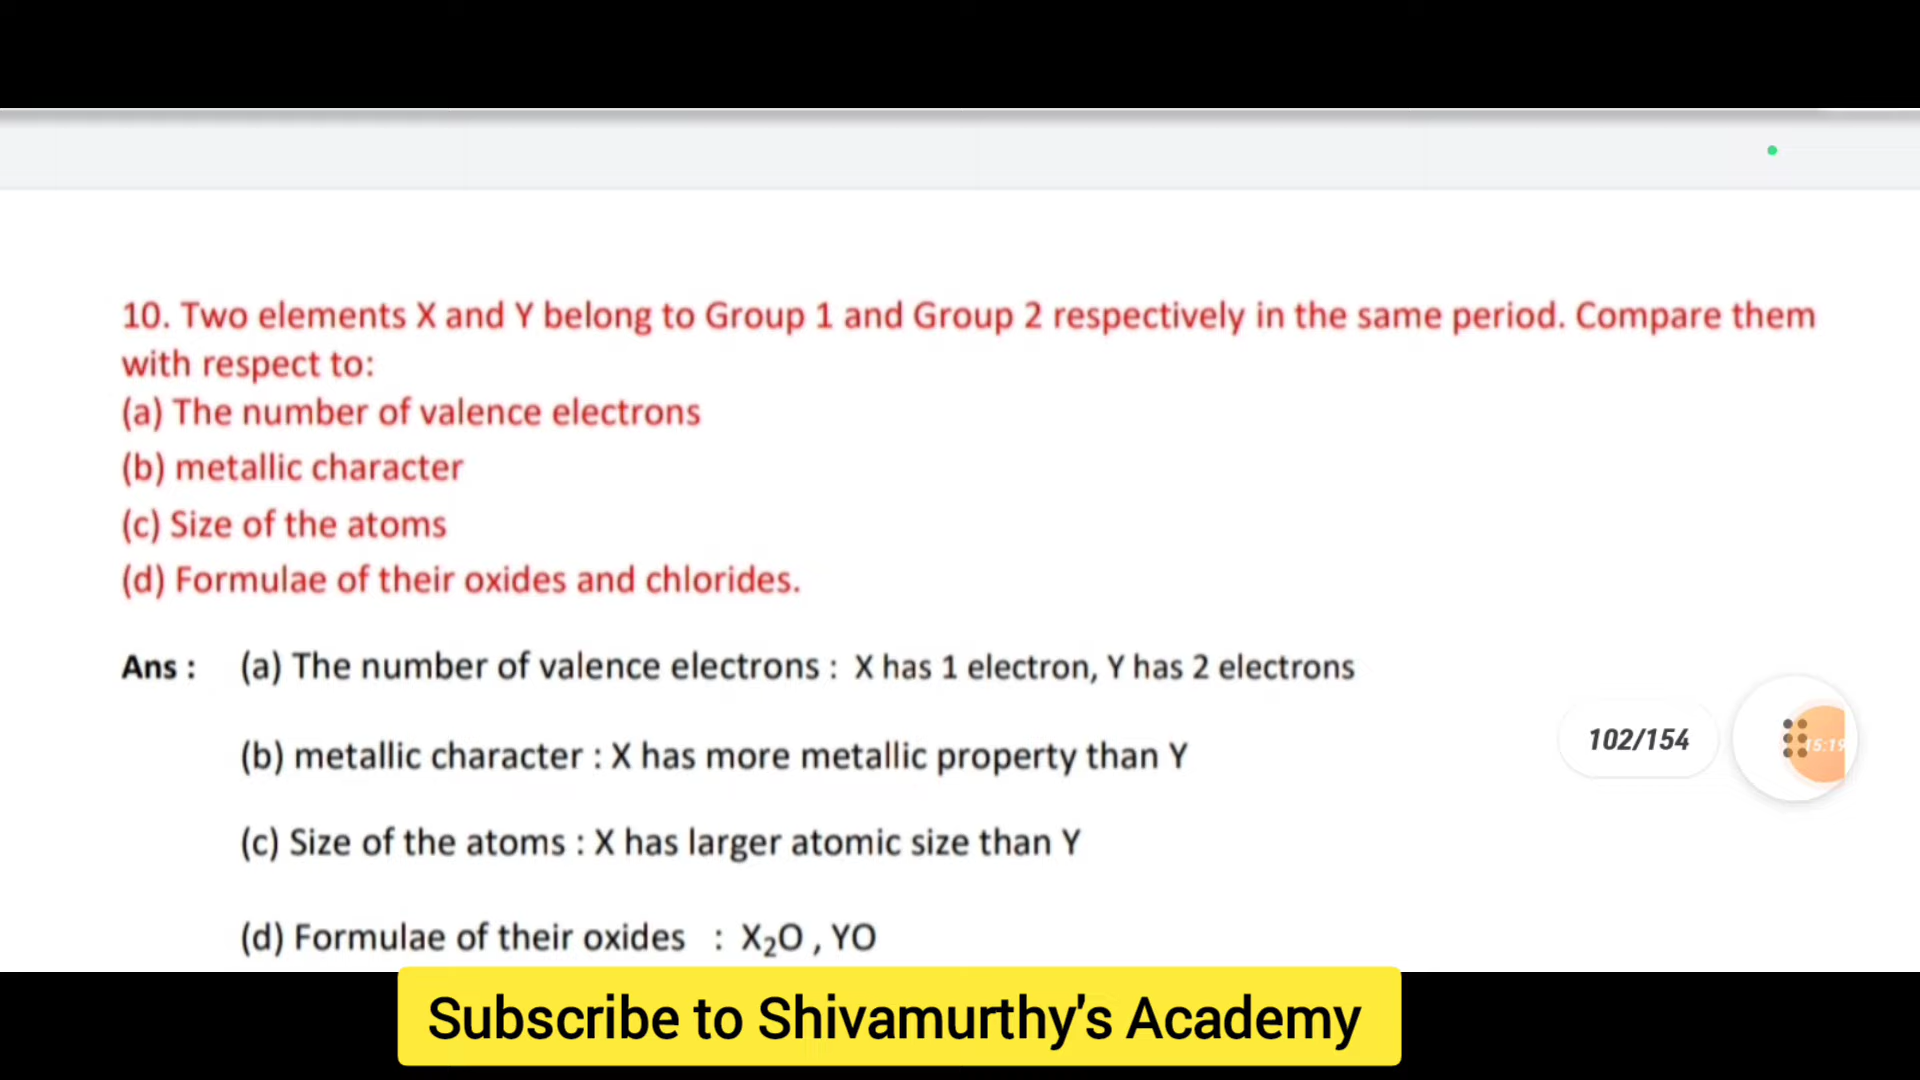 10. Two elements X and Y belong to Group 1 and Group 2 respectively in the same period. Compare them
with respect to:
(a) The number of valence electrons
(b) metallic character
(c) Size of the atoms
(d) Formulae of their oxides and chlorides.
Ans : (a) The number of valence electrons : X has 1 electron, Y has 2 electrons
102/154
15:19
(b) metallic character : X has more metallic property than Y
(c) Size of the atoms : X has larger atomic size than Y
(d) Formulae of their oxides : X₂O , YO
Subscribe to Shivamurthy's Academy